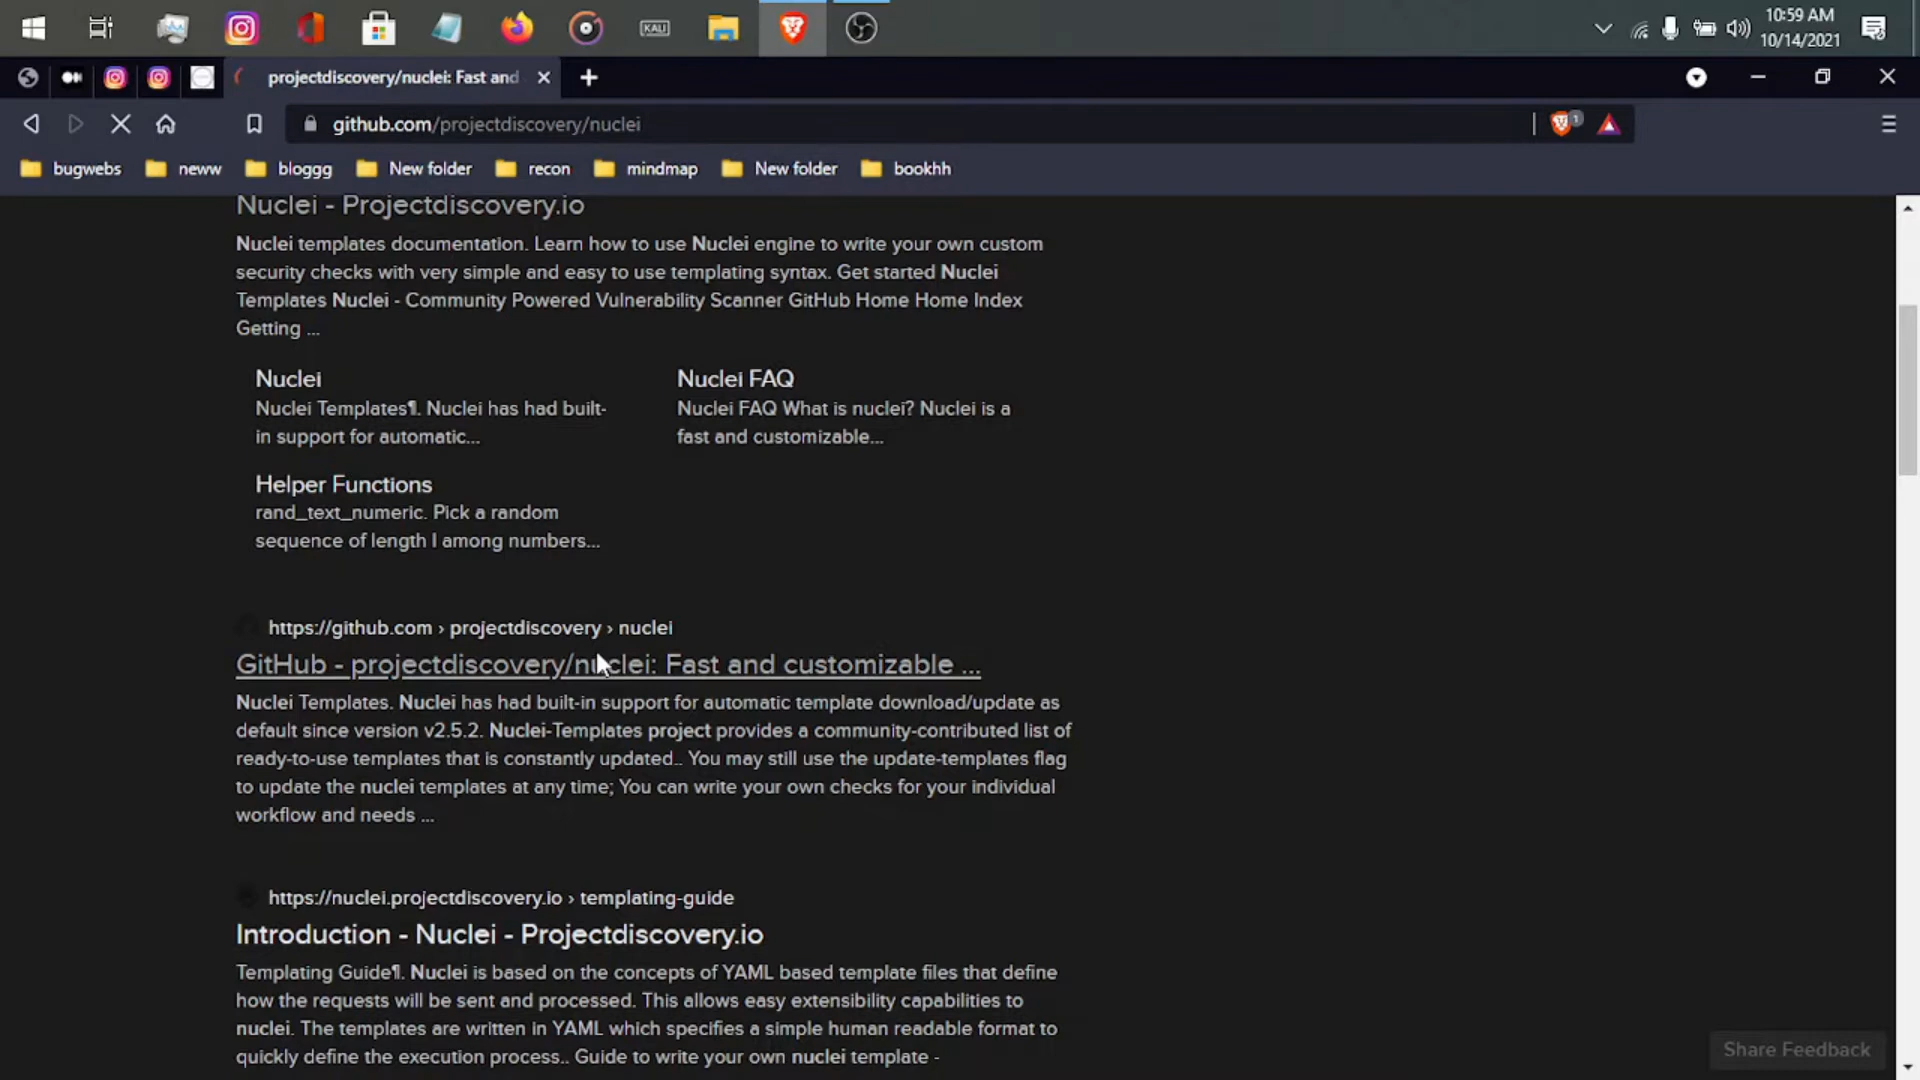 KALI
10:59 AM
10/14/2021
projectdiscovery/nuclei: Fast and
github.com/projectdiscovery/nuclei
1
bugwebs
neww
bloggg
New folder
recon
mindmap
New folder
bookhh
Nuclei - Projectdiscovery.io
Nuclei templates documentation. Learn how to use Nuclei engine to write your own custom
security checks with very simple and easy to use templating syntax. Get started Nuclei
Templates Nuclei - Community Powered Vulnerability Scanner GitHub Home Home Index
Getting ...
Nuclei
Nuclei Templates¶. Nuclei has had built-
in support for automatic...
Nuclei FAQ
Nuclei FAQ What is nuclei? Nuclei is a
fast and customizable...
Helper Functions
rand_text_numeric. Pick a random
sequence of length l among numbers...
https://github.com › projectdiscovery › nuclei
GitHub - projectdiscovery/nuclei: Fast and customizable ...
Nuclei Templates. Nuclei has had built-in support for automatic template download/update as
default since version v2.5.2. Nuclei-Templates project provides a community-contributed list of
ready-to-use templates that is constantly updated.. You may still use the update-templates flag
to update the nuclei templates at any time; You can write your own checks for your individual
workflow and needs ...
https://nuclei.projectdiscovery.io › templating-guide
Introduction - Nuclei - Projectdiscovery.io
Templating Guide¶. Nuclei is based on the concepts of YAML based template files that define
how the requests will be sent and processed. This allows easy extensibility capabilities to
nuclei. The templates are written in YAML which specifies a simple human readable format to
quickly define the execution process.. Guide to write your own nuclei template -
Share Feedback